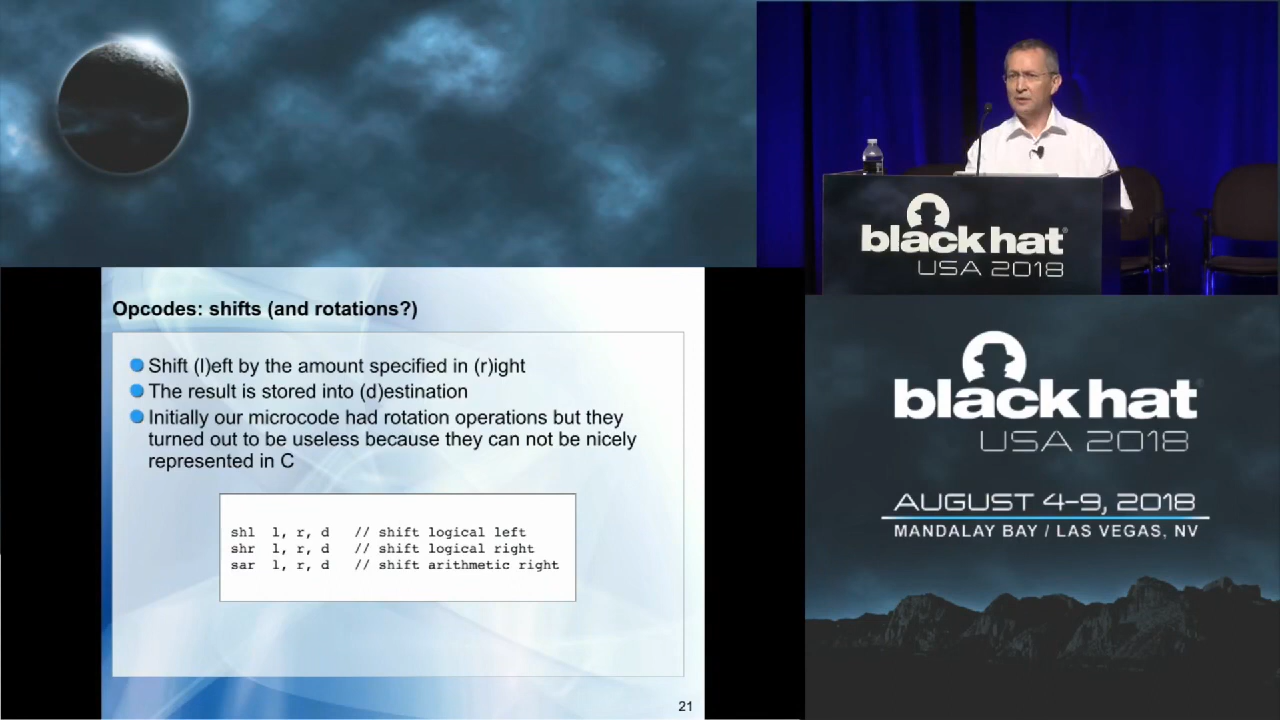 black hat®
USA 2018
Opcodes: shifts (and rotations?)
Shift (l)eft by the amount specified in (r)ight
The result is stored into (d)estination
Initially our microcode had rotation operations but they
turned out to be useless because they can not be nicely
represented in C
shl l, r, d // shift logical left
shr l, r, d // shift logical right
sar l, r, d // shift arithmetic right
21
black hat
USA 2018
AUGUST 4–9, 2018
MANDALAY BAY / LAS VEGAS, NV